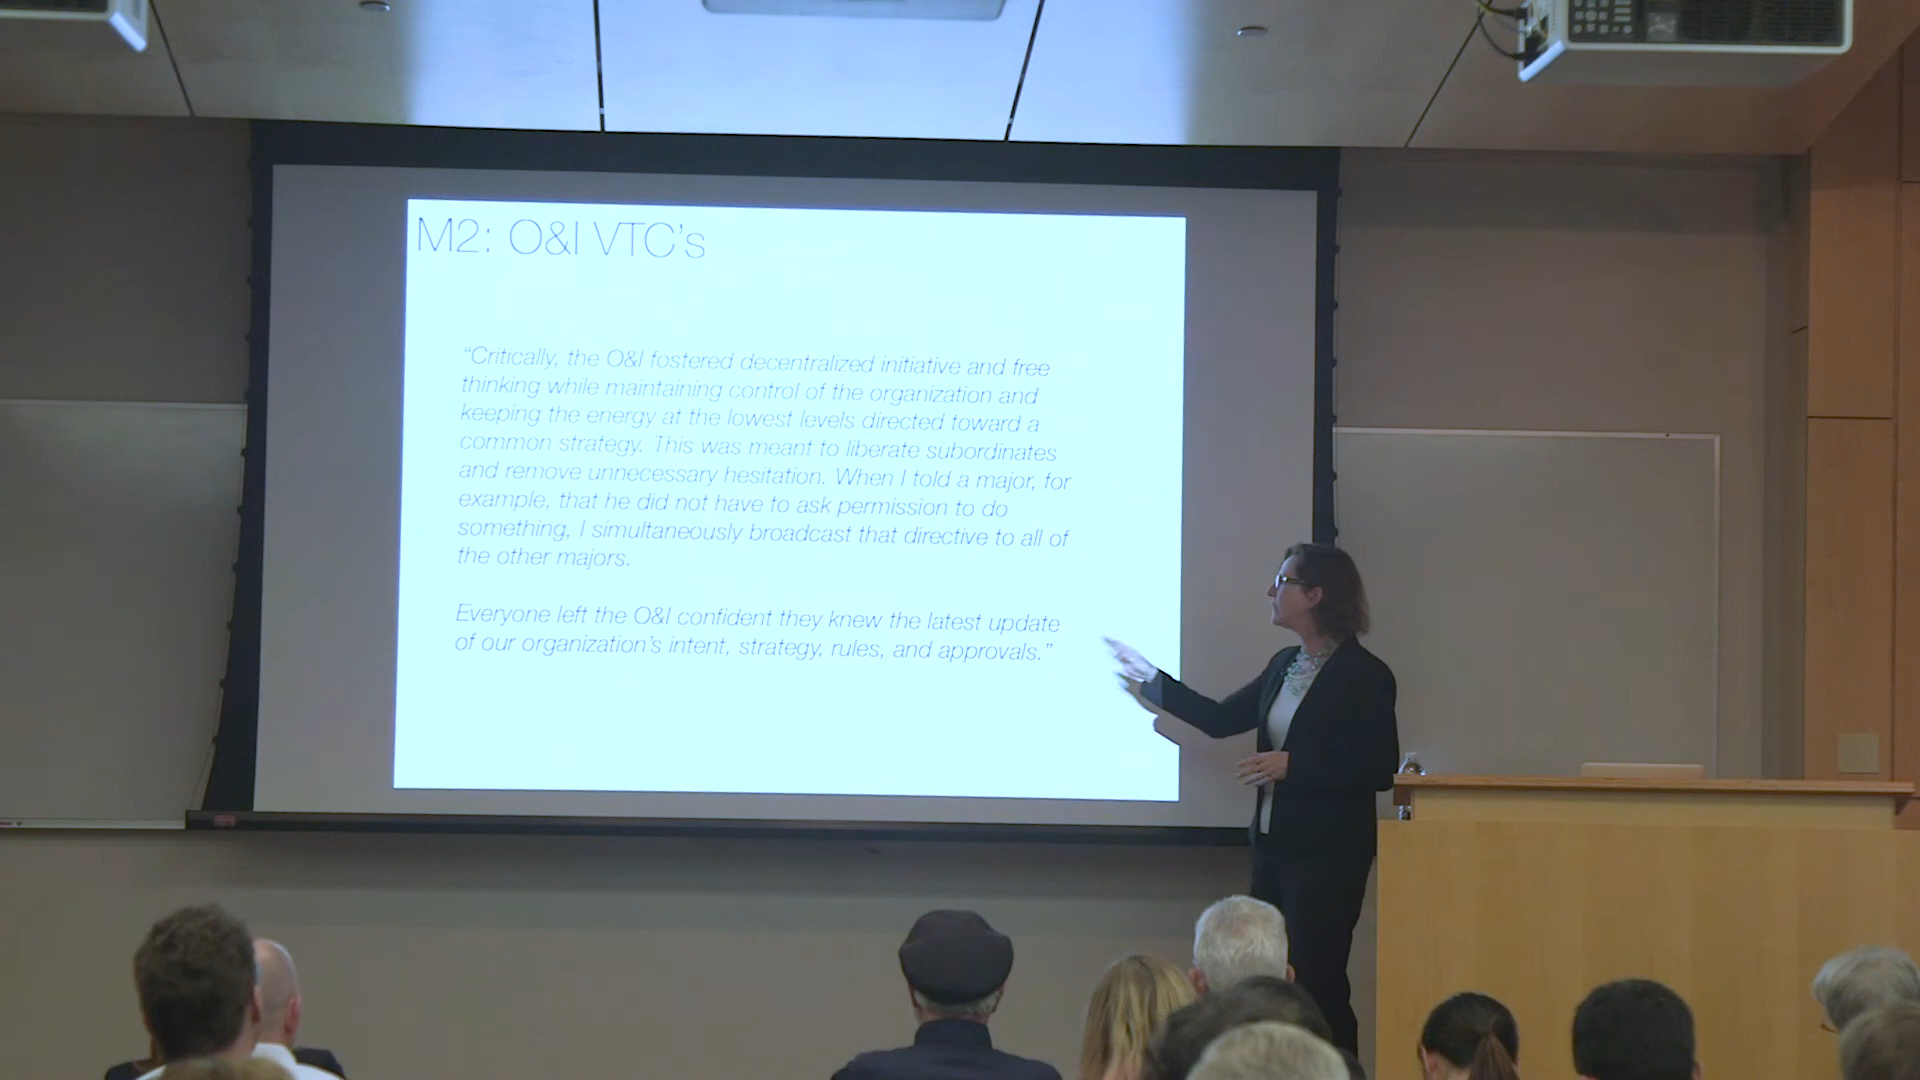 M2: O&I VTC's
“Critically, the O&I fostered decentralized initiative and free
thinking while maintaining control of the organization and
keeping the energy at the lowest levels directed toward a
common strategy. This was meant to liberate subordinates
and remove unnecessary hesitation. When I told a major, for
example, that he did not have to ask permission to do
something, I simultaneously broadcast that directive to all of
the other majors.
Everyone left the O&I confident they knew the latest update
of our organization's intent, strategy, rules, and approvals.”